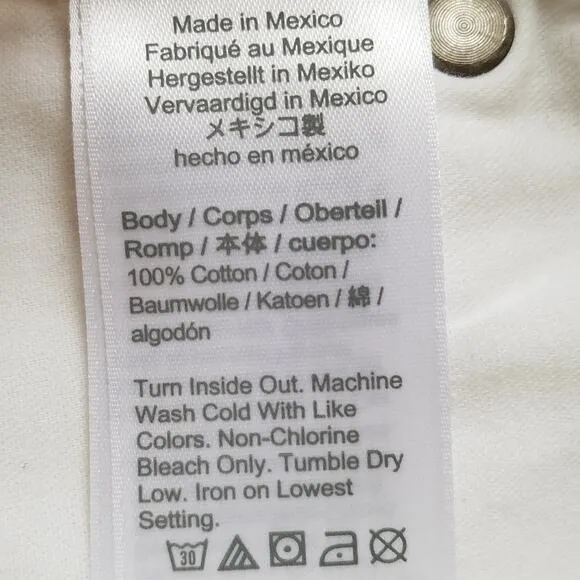 Made in Mexico
Fabriqué au Mexique
Hergestellt in Mexiko
Vervaardigd in Mexico
メキシコ製
hecho en méxico
Body / Corps / Oberteil /
Romp / 本体 / cuerpo:
100% Cotton / Coton /
Baumwolle / Katoen / 綿 /
algodón
Turn Inside Out. Machine
Wash Cold With Like
Colors. Non-Chlorine
Bleach Only. Tumble Dry
Low. Iron on Lowest
Setting.
30